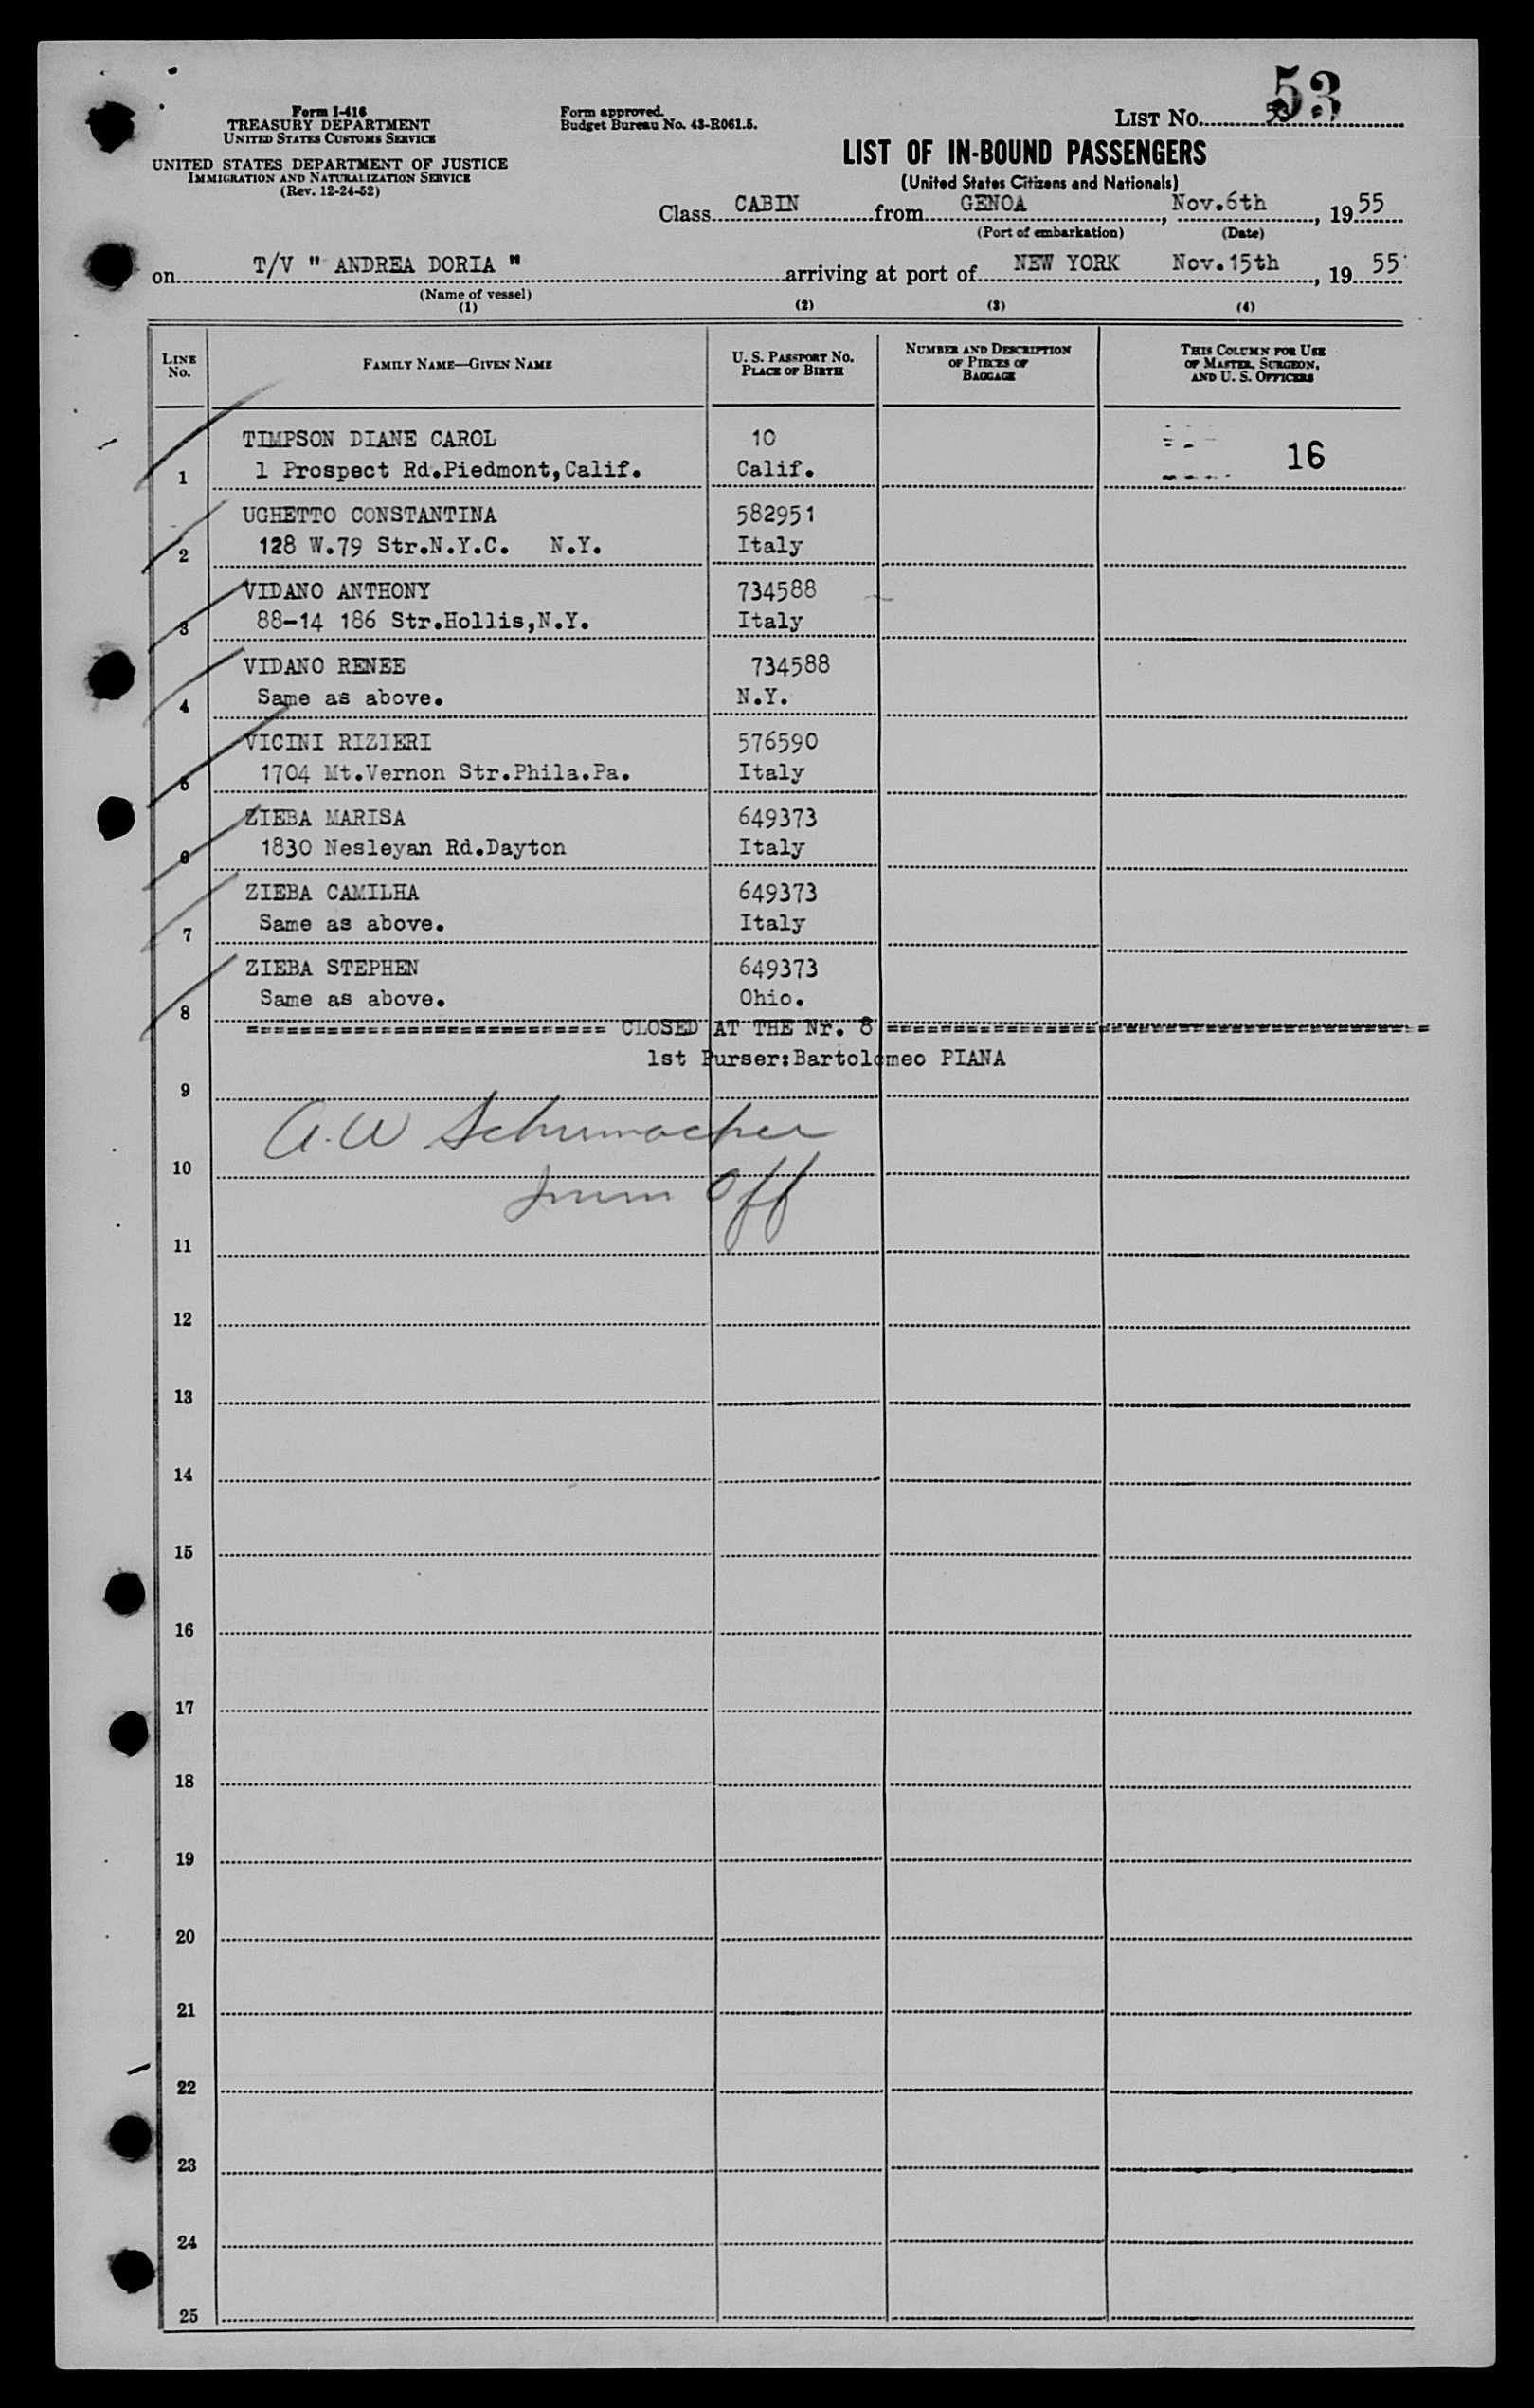 53
Form I-416
TREASURY DEPARTMENT
UNITED STATES CUSTOMS SERVICE
UNITED STATES DEPARTMENT OF JUSTICE
IMMIGRATION AND NATURALIZATION SERVICE
(Rev. 12-24-52)
Form approved.
Budget Bureau No. 43-R061.5.
LIST NO.
LIST OF IN-BOUND PASSENGERS
(United States Citizens and Nationals)
Class CABIN from GENOA, Nov.6th, 1955
(Port of embarkation) (Date)
on T/V " ANDREA DORIA " arriving at port of NEW YORK Nov.15th, 1955
(Name of vessel)
(1) (2) (3) (4)
LINE NO. FAMILY NAME—GIVEN NAME U. S. PASSPORT NO. PLACE OF BIRTH NUMBER AND DESCRIPTION OF PIECES OF BAGGAGE THIS COLUMN FOR USE OF MASTER, SURGEON, AND U. S. OFFICERS
TIMPSON DIANE CAROL 10
1 1 Prospect Rd.Piedmont,Calif. Calif. 16
UGHETTO CONSTANTINA 582951
2 128 W.79 Str.N.Y.C. N.Y. Italy
VIDANO ANTHONY 734588
3 88-14 186 Str.Hollis,N.Y. Italy
VIDANO RENEE 734588
4 Same as above. N.Y.
VICINI RIZIERI 576590
5 1704 Mt.Vernon Str.Phila.Pa. Italy
ZIEBA MARISA 649373
6 1830 Nesleyan Rd.Dayton Italy
ZIEBA CAMILHA 649373
7 Same as above. Italy
ZIEBA STEPHEN 649373
8 Same as above. Ohio.
=========================== CLOSED AT THE Nr. 8 ========================================
1st Purser:Bartolomeo PIANA
9
A.W Schumacher
10
Imm Off
11
12
13
14
15
16
17
18
19
20
21
22
23
24
25